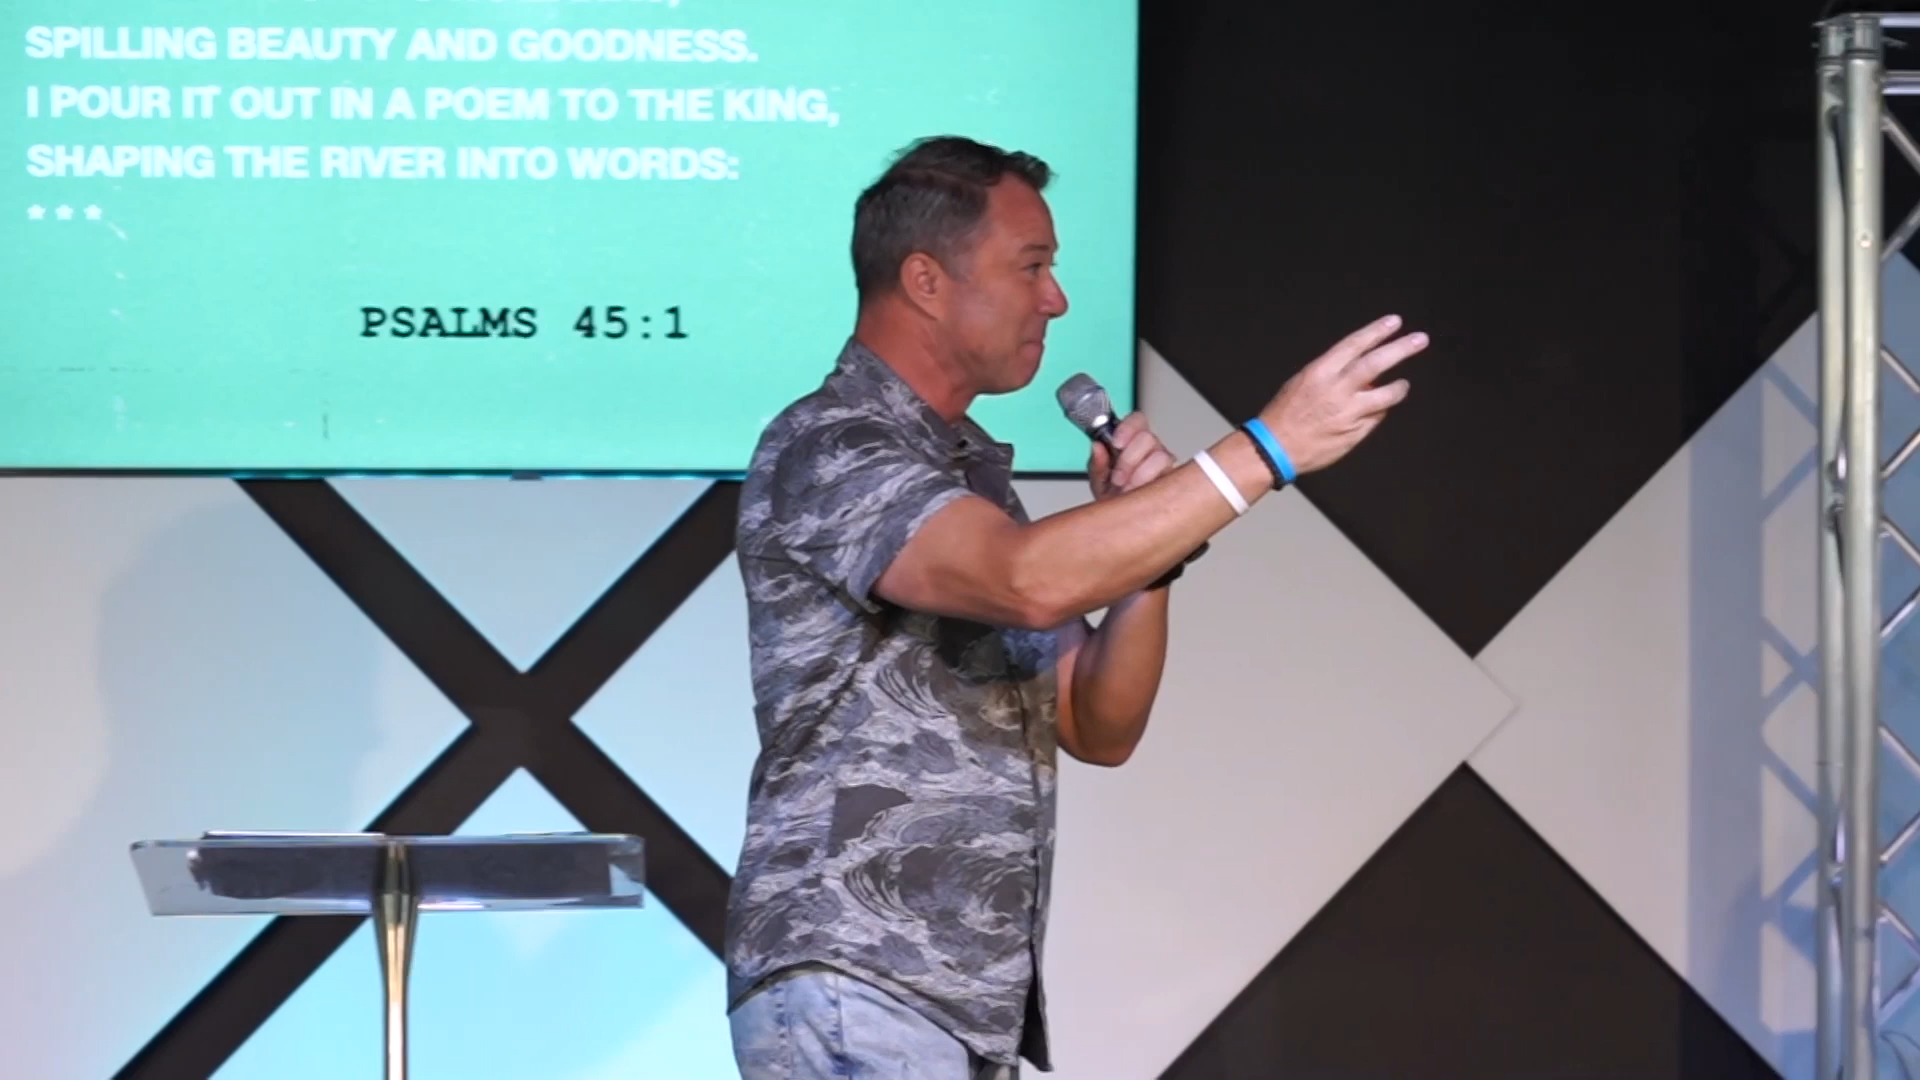 SPILLING BEAUTY AND GOODNESS.
I POUR IT OUT IN A POEM TO THE KING,
SHAPING THE RIVER INTO WORDS:
***
PSALMS 45:1